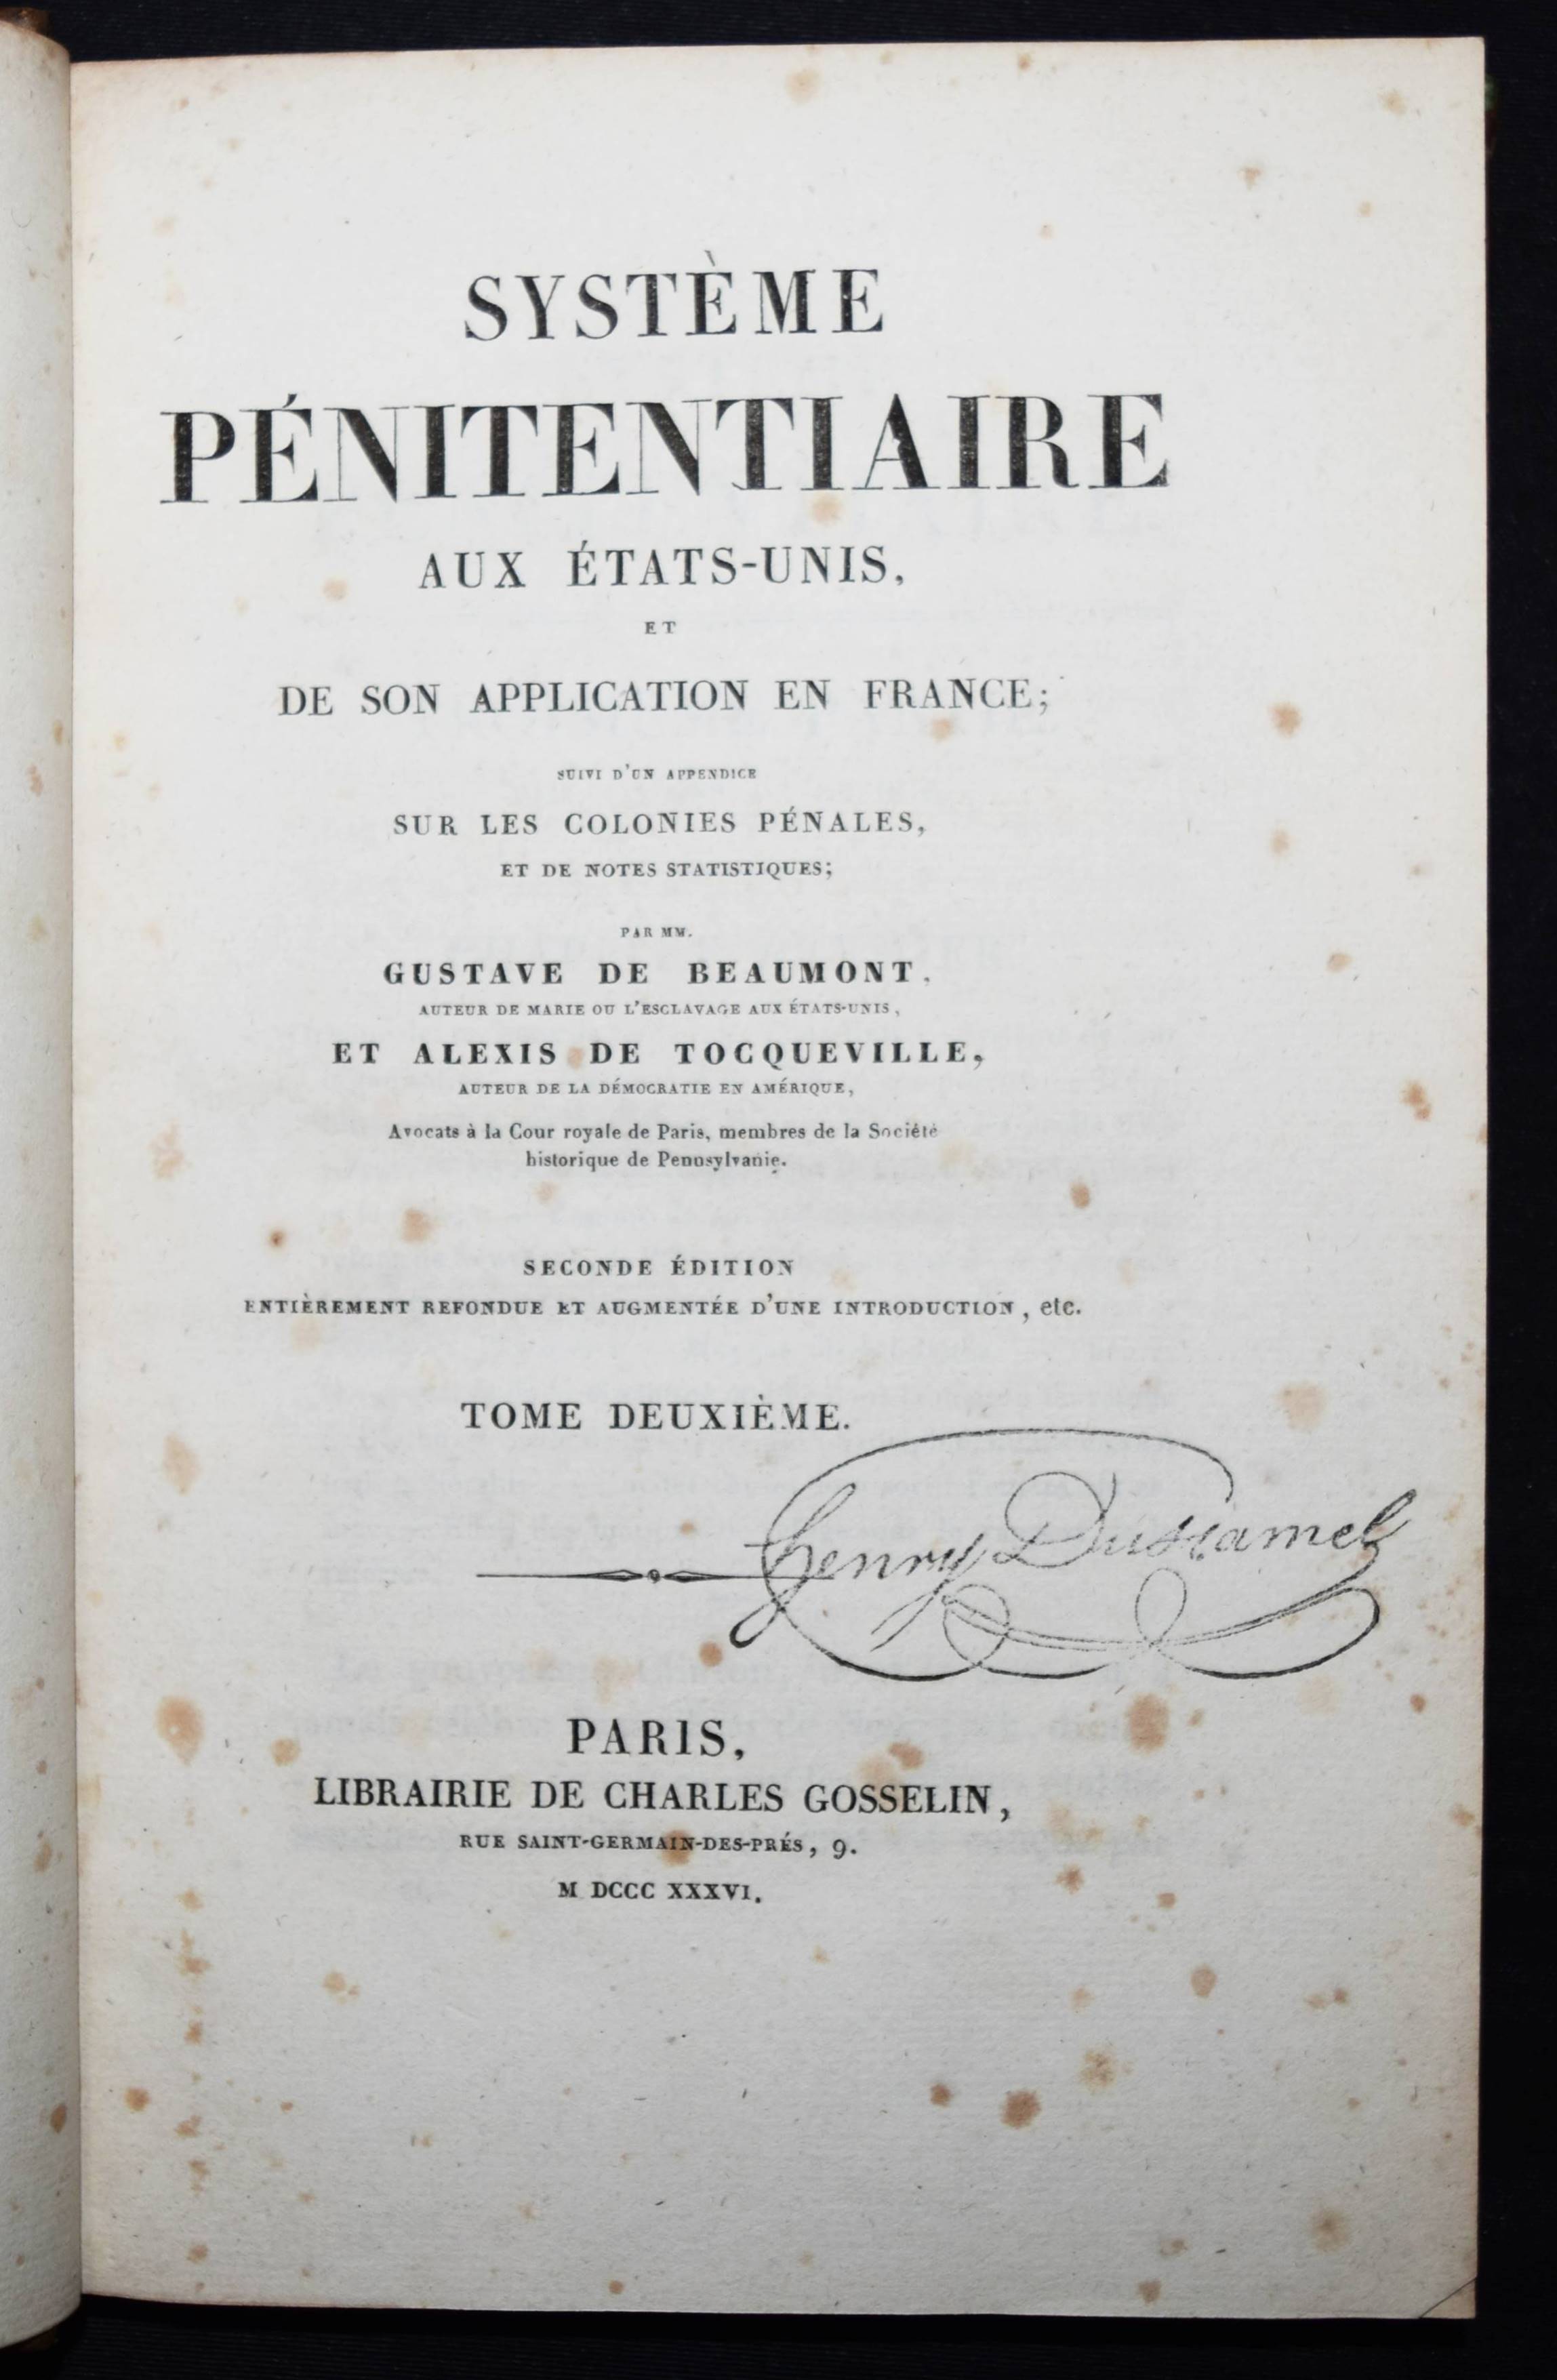 SYSTÈME
PÉNITENTIAIRE
AUX ÉTATS-UNIS,
ET
DE SON APPLICATION EN FRANCE;
SUIVI D'UN APPENDICE
SUR LES COLONIES PÉNALES,
ET DE NOTES STATISTIQUES;
PAR MM.
GUSTAVE DE BEAUMONT,
AUTEUR DE MARIE OU L'ESCLAVAGE AUX ÉTATS-UNIS,
ET ALEXIS DE TOCQUEVILLE,
AUTEUR DE LA DÉMOCRATIE EN AMÉRIQUE,
Avocats à la Cour royale de Paris, membres de la Société
historique de Pennsylvanie.
SECONDE ÉDITION
ENTIÈREMENT REFONDUE ET AUGMENTÉE D'UNE INTRODUCTION, etc.
TOME DEUXIÈME.
henry
PARIS,
LIBRAIRIE DE CHARLES GOSSELIN,
RUE SAINT-GERMAIN-DES-PRÉS, 9.
M DCCC XXXVI.